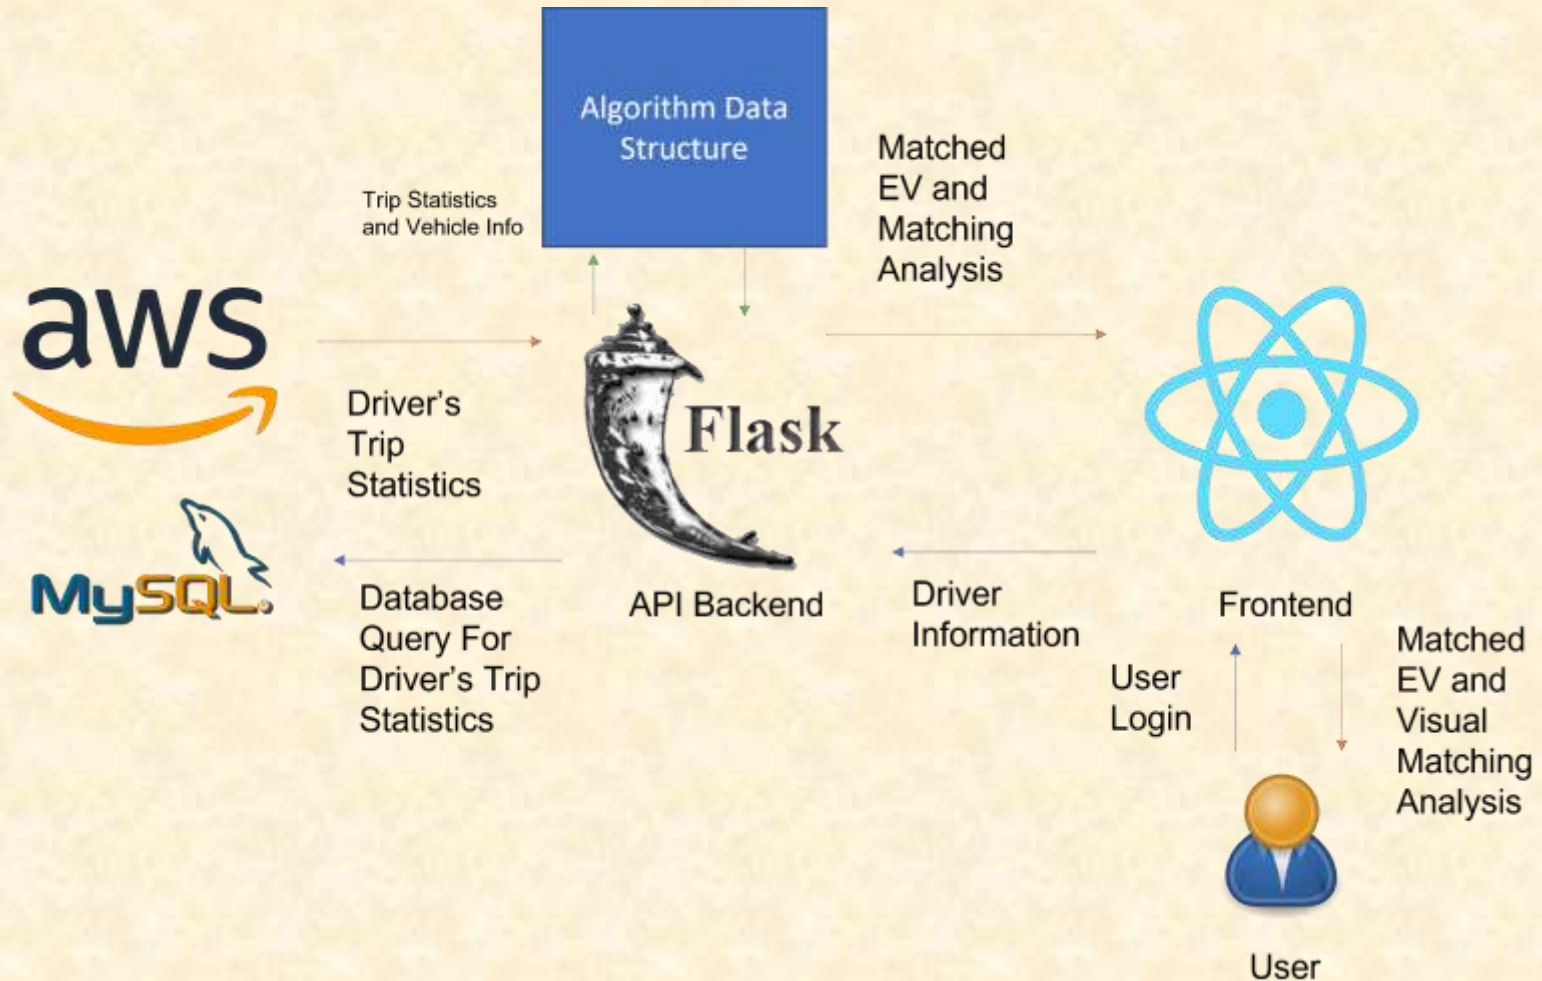 Algorithm Data
Structure
Trip Statistics
and Vehicle Info
Matched
EV and
Matching
Analysis
aws
Driver's
Trip
Statistics
Flask
MySQL.
Database
Query For
Driver's Trip
Statistics
API Backend
Driver
Information
Frontend
User
Login
Matched
EV and
Visual
Matching
Analysis
User